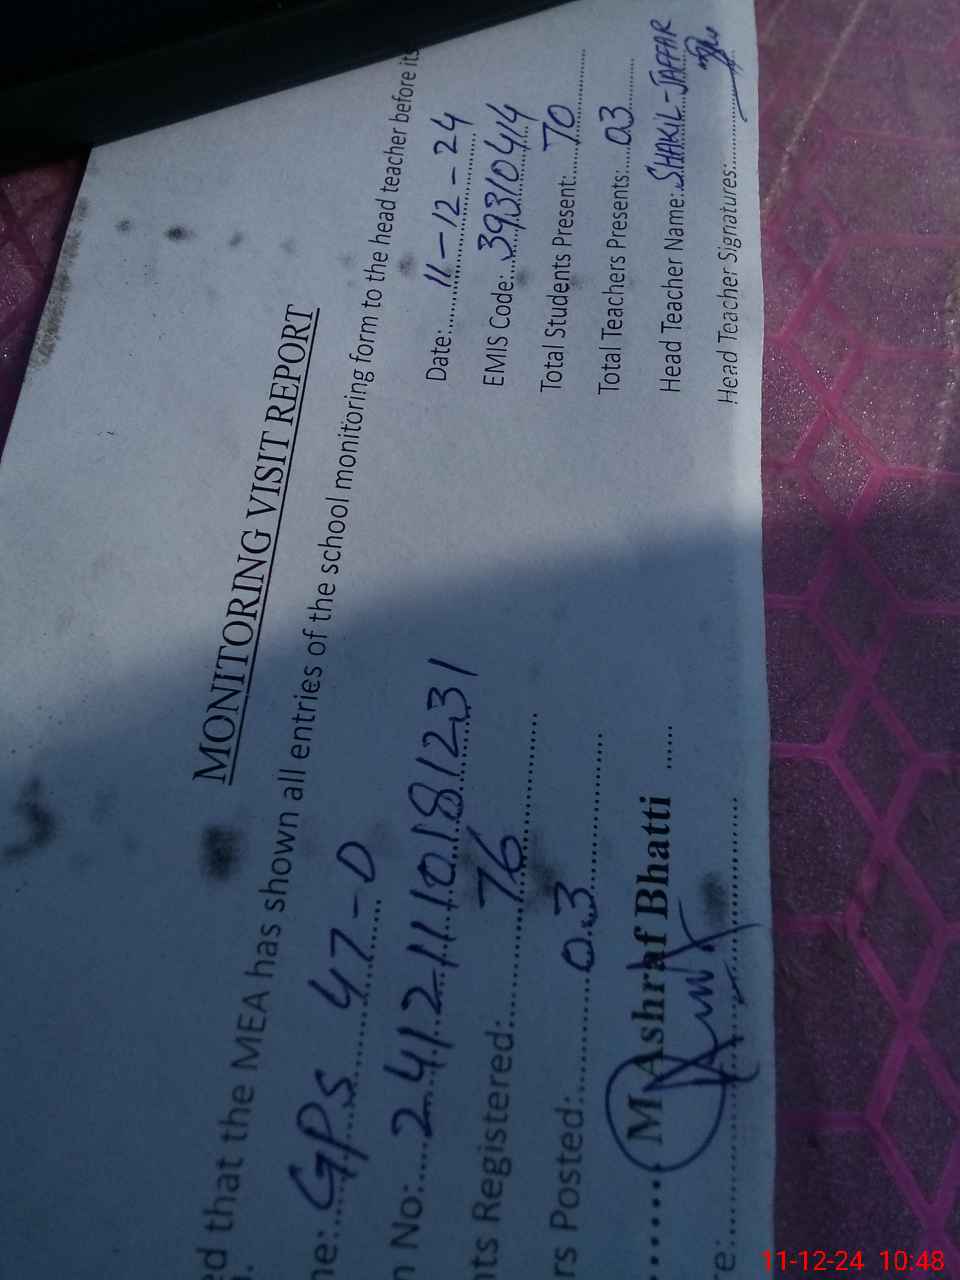 MONITORING VISIT REPORT
ed that the MEA has shown all entries of the school monitoring form to the head teacher before its
ne:......GPS 47-D........ Date:......11-12-24
n No:....24121110181231 EMIS Code:....39310414
nts Registered:............76............ Total Students Present:....70........
rs Posted:............03............ Total Teachers Presents:....03........
......M Ashraf Bhatti ...... Head Teacher Name:.SHAKIL-JAFFAR
re:........................ Head Teacher Signatures:............
11-12-24 10:48